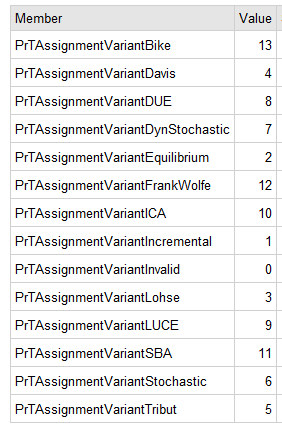 Member Value
PrTAssignmentVariantBike 13
PrTAssignmentVariantDavis 4
PrTAssignmentVariantDUE 8
PrTAssignmentVariantDynStochastic 7
PrTAssignmentVariantEquilibrium 2
PrTAssignmentVariantFrankWolfe 12
PrTAssignmentVariantICA 10
PrTAssignmentVariantIncremental 1
PrTAssignmentVariantInvalid 0
PrTAssignmentVariantLohse 3
PrTAssignmentVariantLUCE 9
PrTAssignmentVariantSBA 11
PrTAssignmentVariantStochastic 6
PrTAssignmentVariantTribut 5